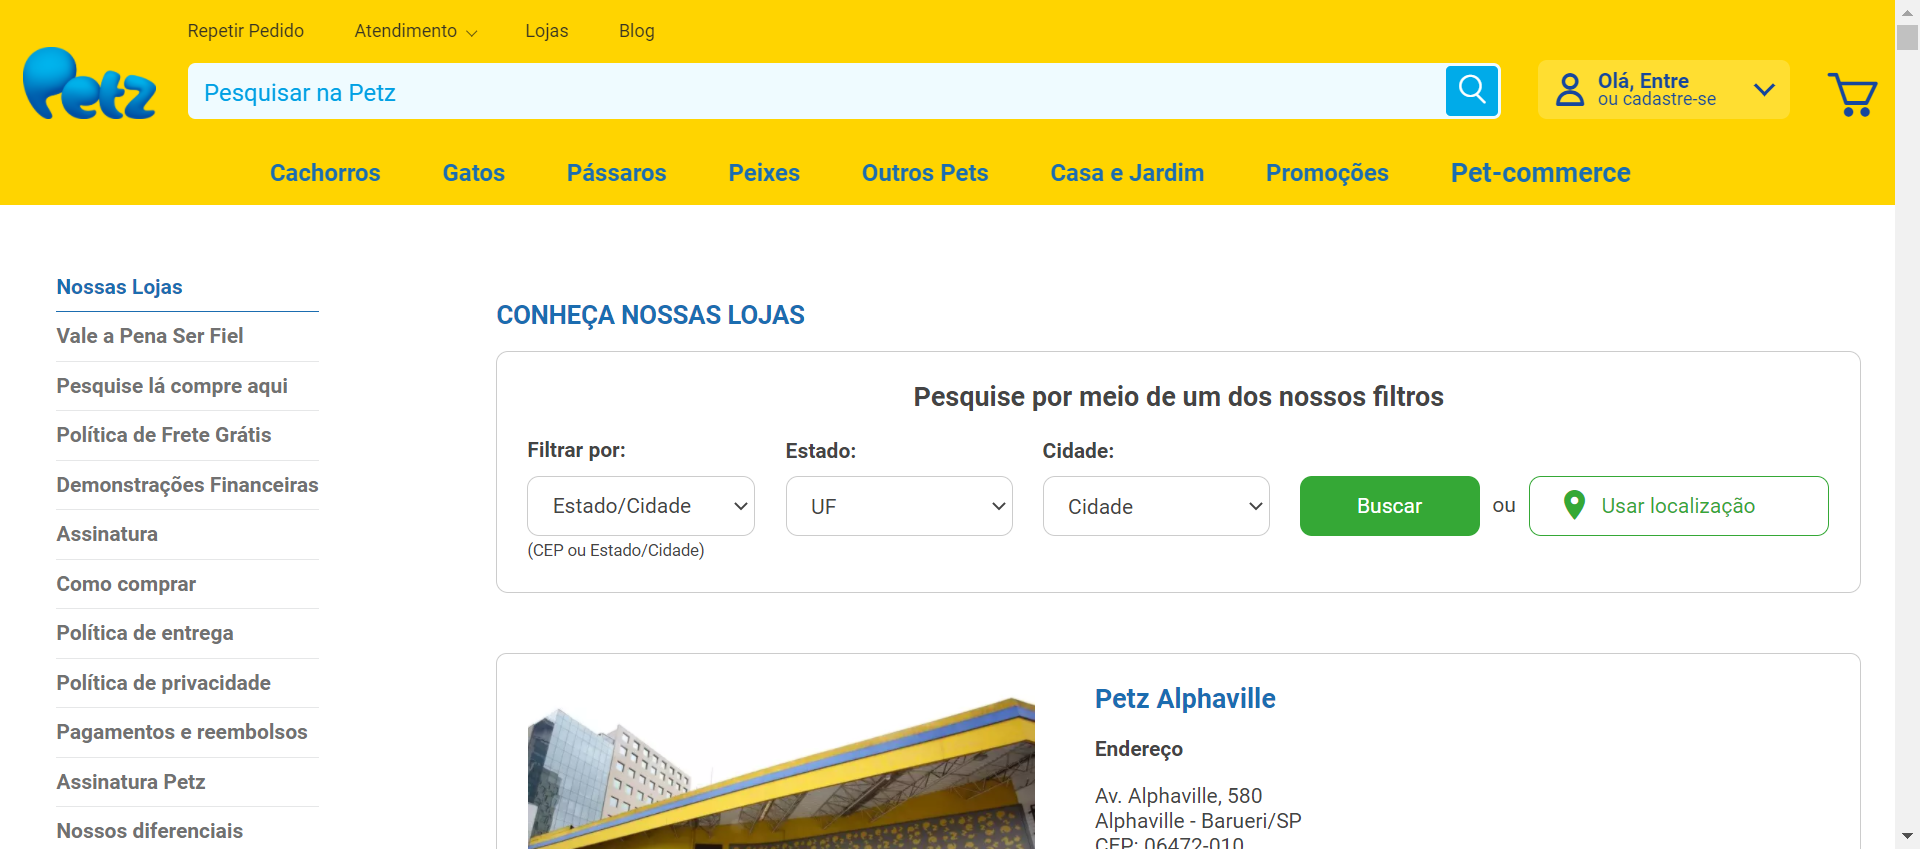 Repetir Pedido
Atendimento
Lojas
Blog
Petz
Pesquisar na Petz
Olá, Entre
ou cadastre-se
Cachorros
Gatos
Pássaros
Peixes
Outros Pets
Casa e Jardim
Promoções
Pet-commerce
Nossas Lojas
Vale a Pena Ser Fiel
Pesquise lá compre aqui
Política de Frete Grátis
Demonstrações Financeiras
Assinatura
Como comprar
Política de entrega
Política de privacidade
Pagamentos e reembolsos
Assinatura Petz
Nossos diferenciais
CONHEÇA NOSSAS LOJAS
Pesquise por meio de um dos nossos filtros
Filtrar por:
Estado/Cidade
(CEP ou Estado/Cidade)
Estado:
UF
Cidade:
Cidade
Buscar
ou
Usar localização
Petz Alphaville
Endereço
Av. Alphaville, 580
Alphaville - Barueri/SP
CEP: 06472-010